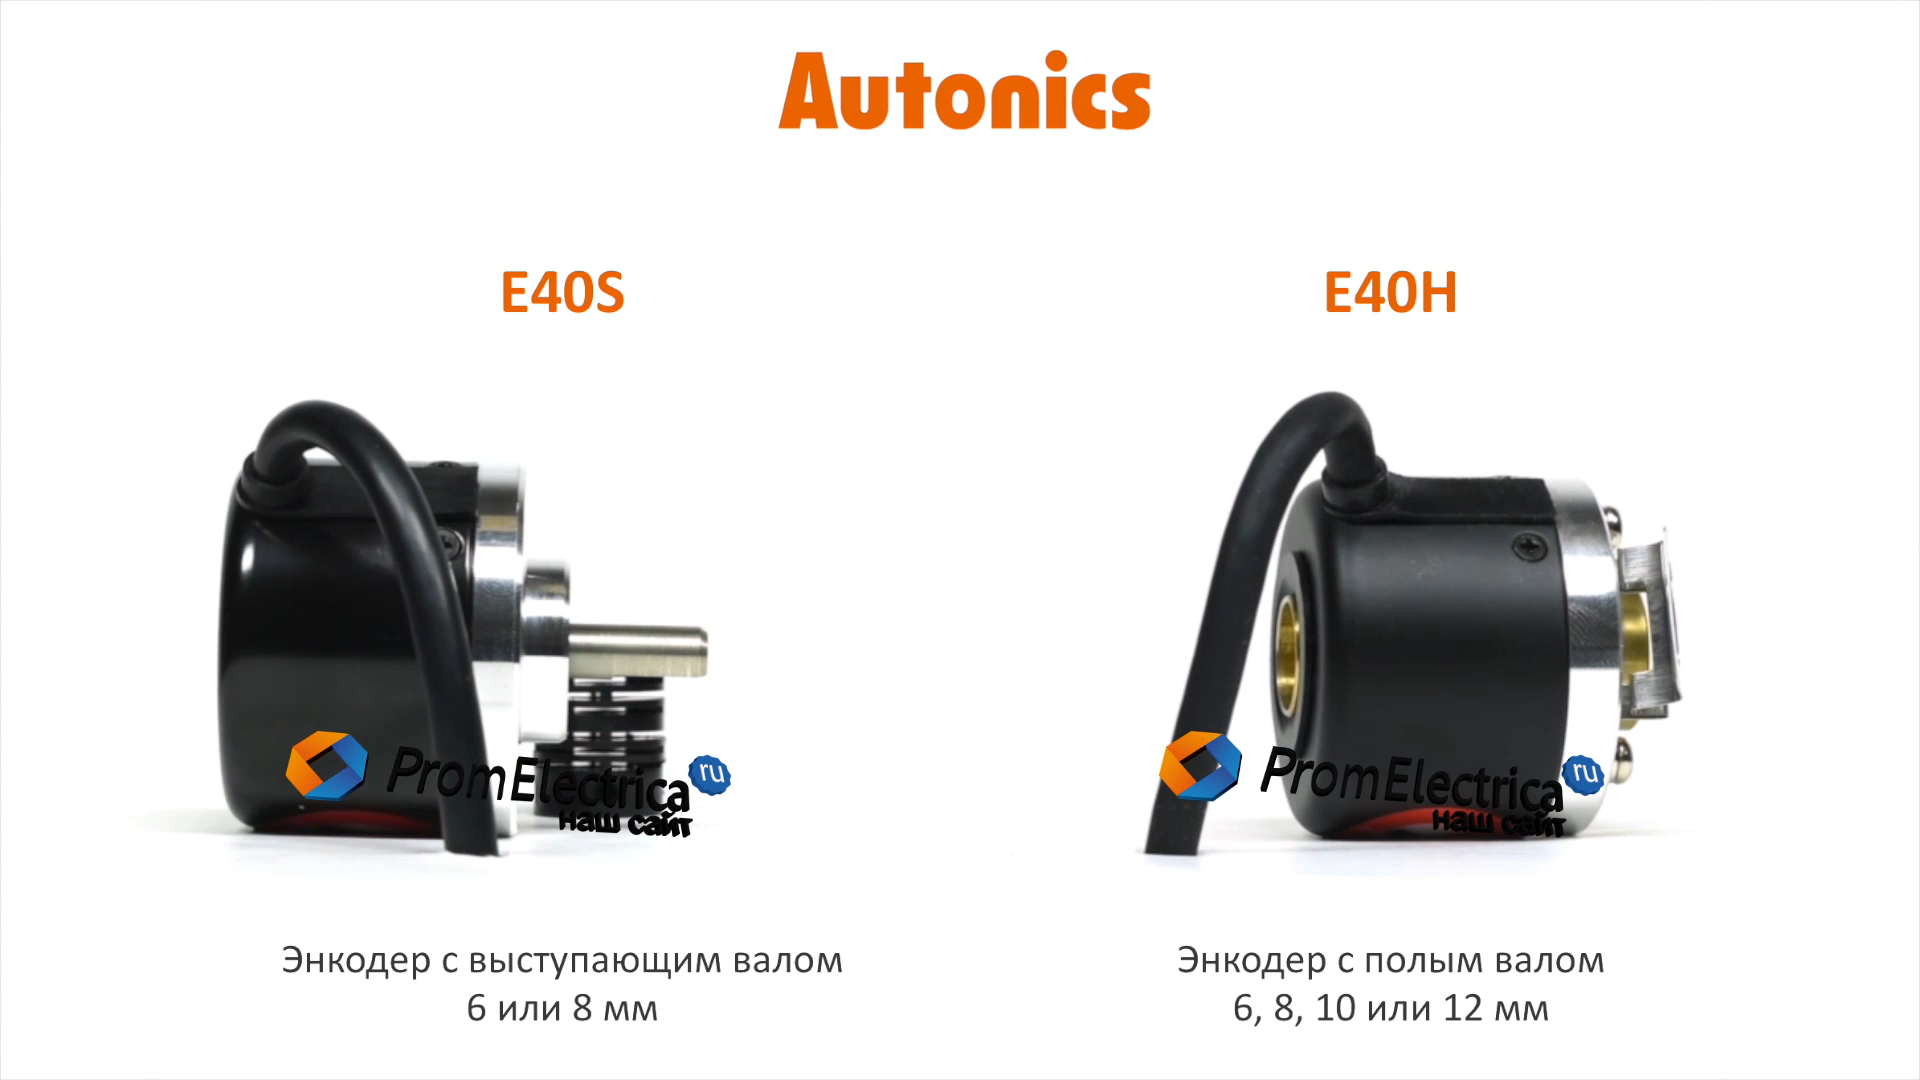 Autonics
E40S
E40H
PromElectrica ru
наш сайт
PromElectrica ru
наш сайт
Энкодер с выступающим валом
6 или 8 мм
Энкодер с полым валом
6, 8, 10 или 12 мм